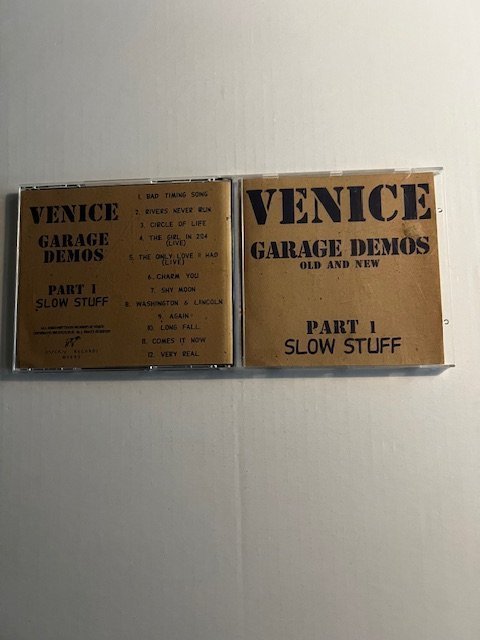 VENICE
GARAGE
DEMOS
PART 1
SLOW STUFF
1. BAD TIMING SONG
2. RIVERS NEVER RUN
3. CIRCLE OF LIFE
4. THE GIRL IN 204
(LIVE)
5. THE ONLY LOVE I HAD
(LIVE)
6. CHARM YOU
7. SHY MOON
8. WASHINGTON & LINCOLN
9. AGAIN
10. LONG FALL
11. COMES IT NOW
12. VERY REAL
RECORDS
VENICE
GARAGE DEMOS
OLD AND NEW
PART 1
SLOW STUFF